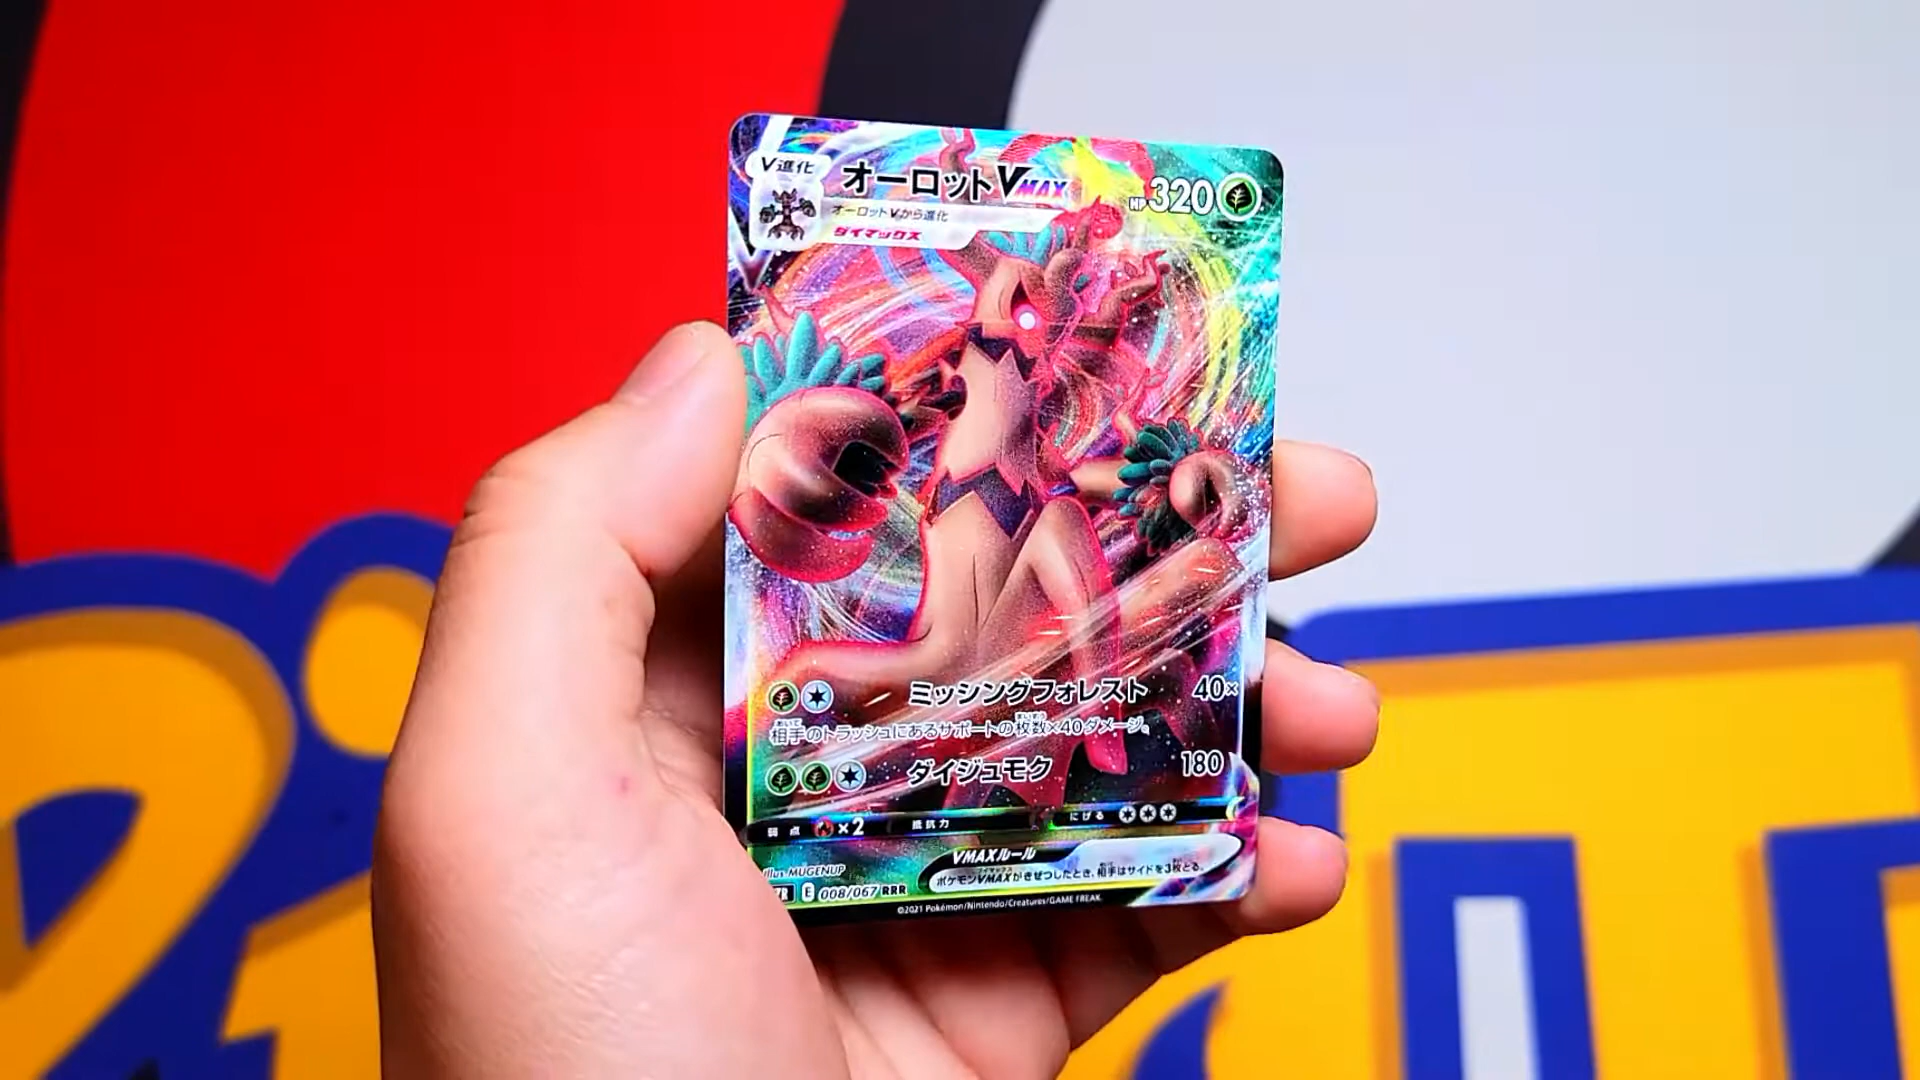 V進化
オーロットVMAX
HP320
オーロットVから進化
ダイマックス
ミッシングフォレスト 40×
相手のトラッシュにあるサポートの枚数×40ダメージ。
ダイジュモク 180
弱点 ×2 抵抗力 にげる
VMAXルール
ポケモンVMAXがきぜつしたとき、相手はサイドを3枚とる。
Illus. MUGENUP
E 008/067 RRR
©2021 Pokémon/Nintendo/Creatures/GAME FREAK.